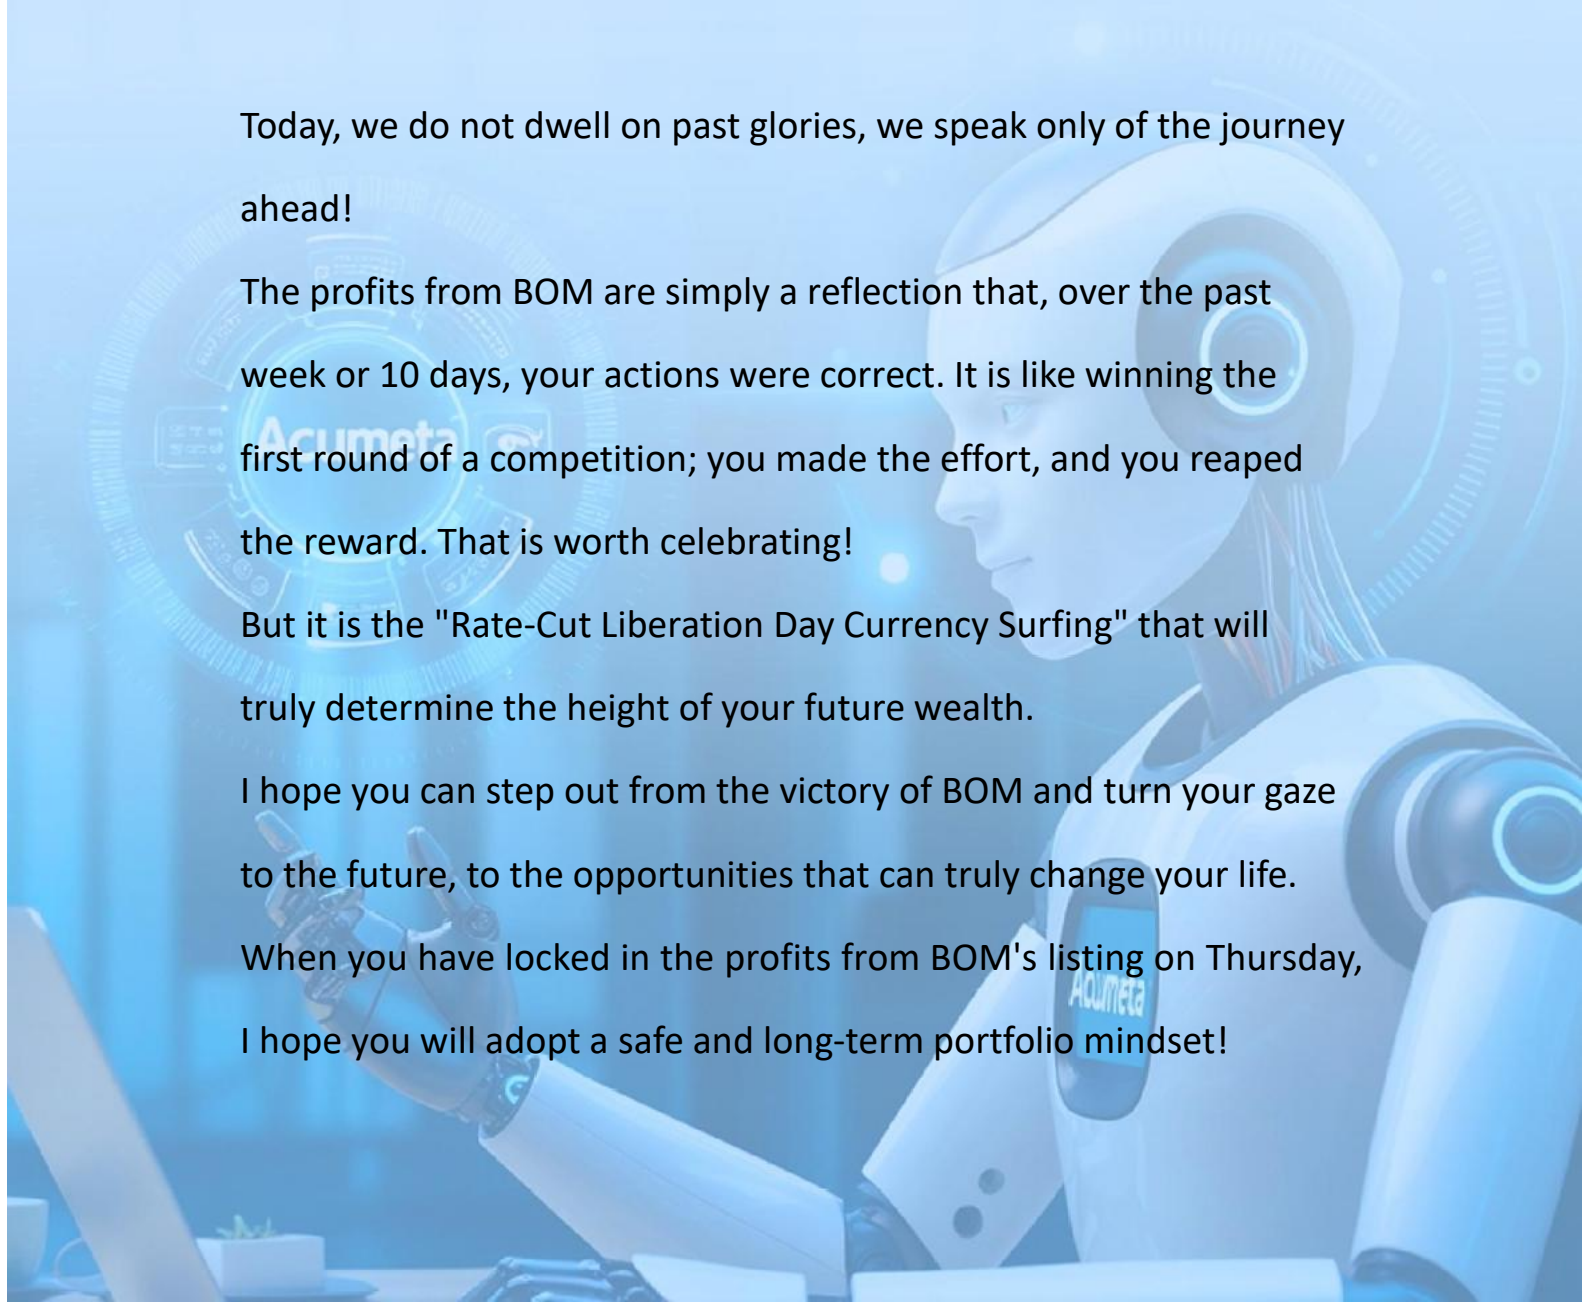 Today, we do not dwell on past glories, we speak only of the journey
ahead!
The profits from BOM are simply a reflection that, over the past
week or 10 days, your actions were correct. It is like winning the
first round of a competition; you made the effort, and you reaped
the reward. That is worth celebrating!
But it is the "Rate-Cut Liberation Day Currency Surfing" that will
truly determine the height of your future wealth.
I hope you can step out from the victory of BOM and turn your gaze
to the future, to the opportunities that can truly change your life.
When you have locked in the profits from BOM's listing on Thursday,
I hope you will adopt a safe and long-term portfolio mindset!
Acumeta
Acumeta